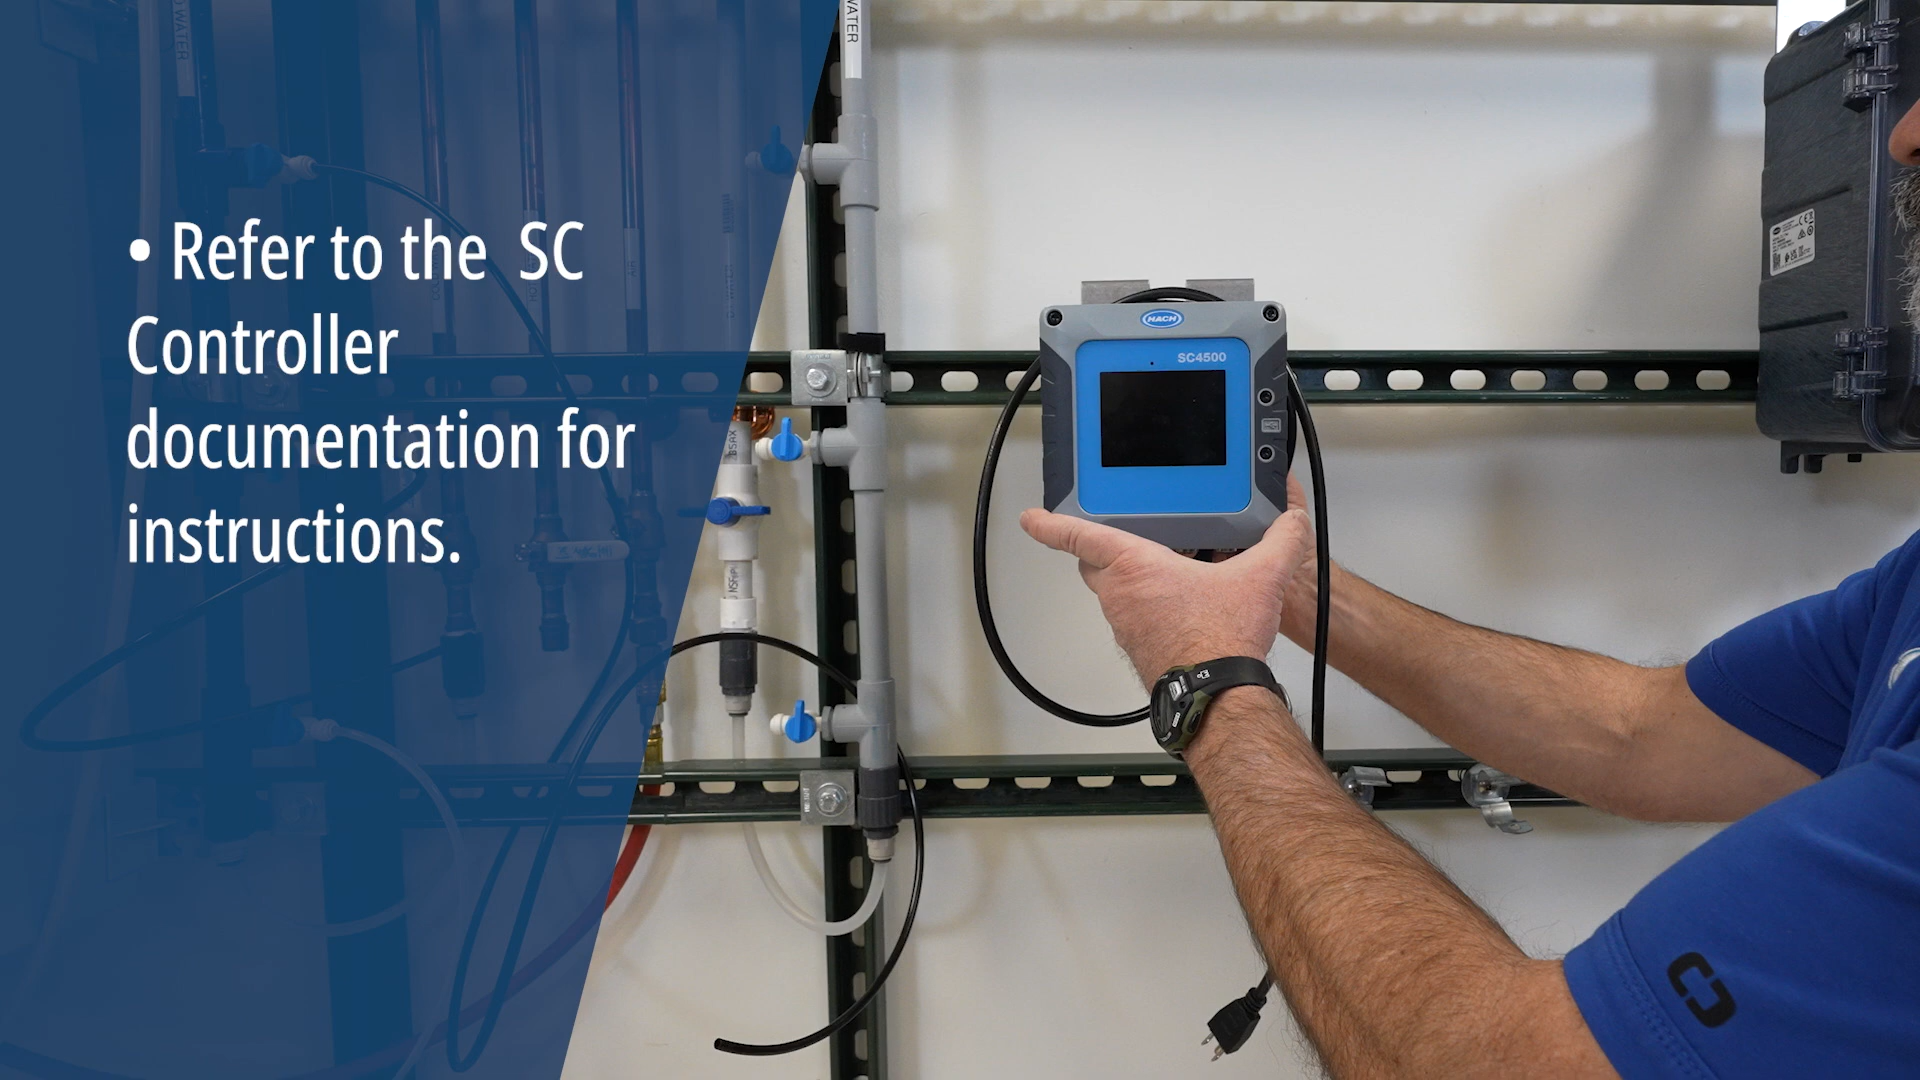 • Refer to the SC
Controller
documentation for
instructions.
WATER
HACH
SC4500